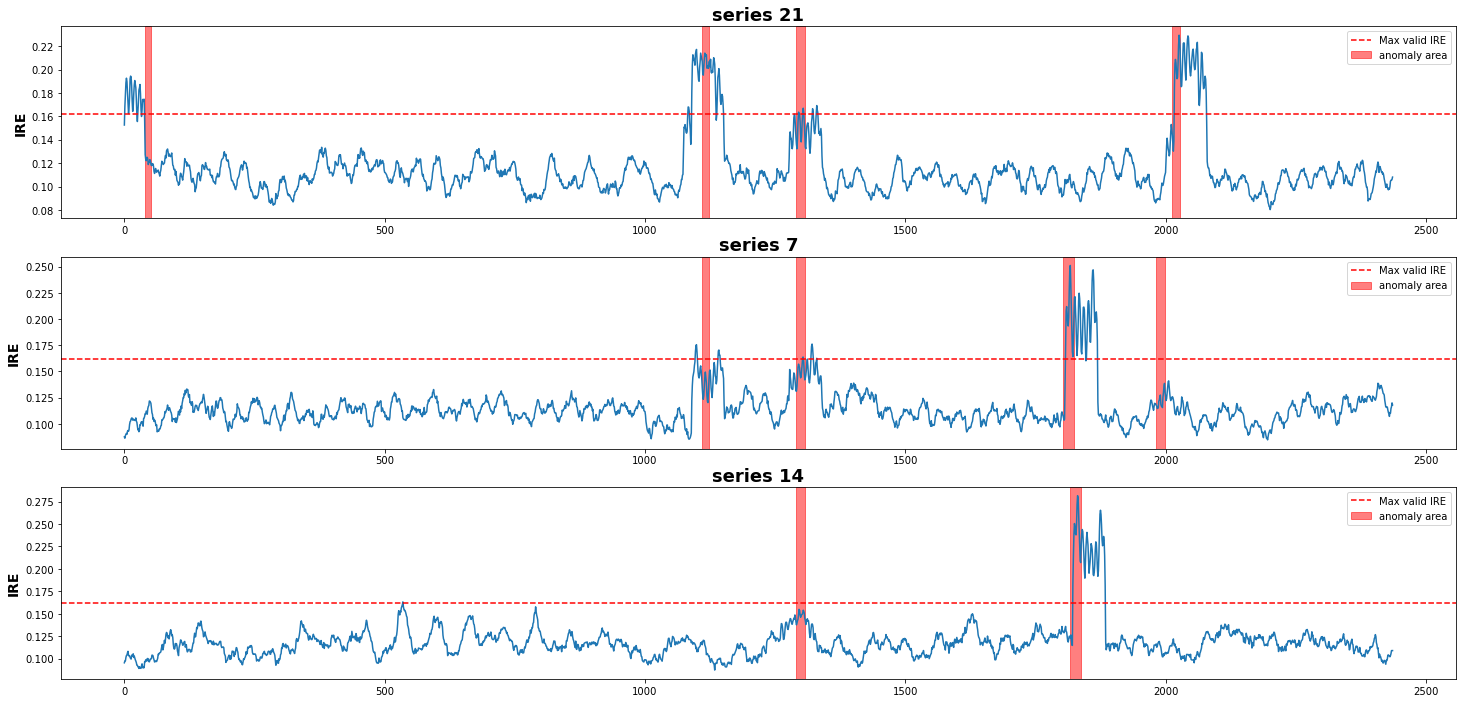 series 21
IRE
0.22
0.20
0.18
0.16
0.14
0.12
0.10
0.08
Max valid IRE
anomaly area
0 500 1000 1500 2000 2500
series 7
IRE
0.250
0.225
0.200
0.175
0.150
0.125
0.100
Max valid IRE
anomaly area
0 500 1000 1500 2000 2500
series 14
IRE
0.275
0.250
0.225
0.200
0.175
0.150
0.125
0.100
Max valid IRE
anomaly area
0 500 1000 1500 2000 2500